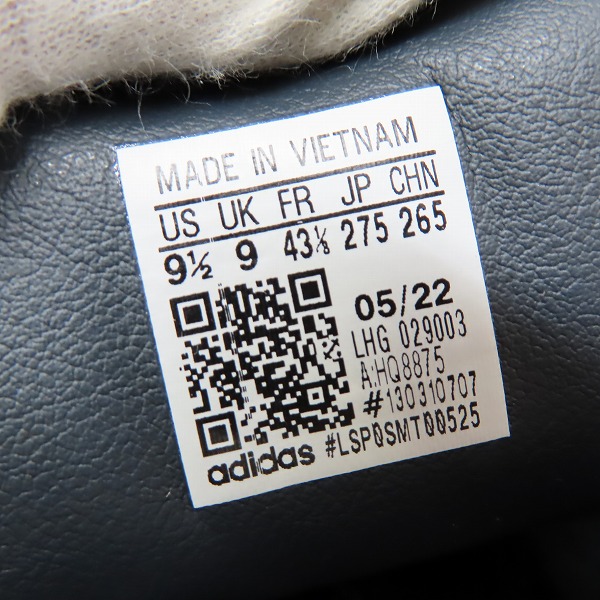 MADE IN VIETNAM
US UK FR JP CHN
9½ 9 43⅓ 275 265
05/22
LHG 029003
A:HQ8875
#130310707
#LSP0SMT00525
adidas